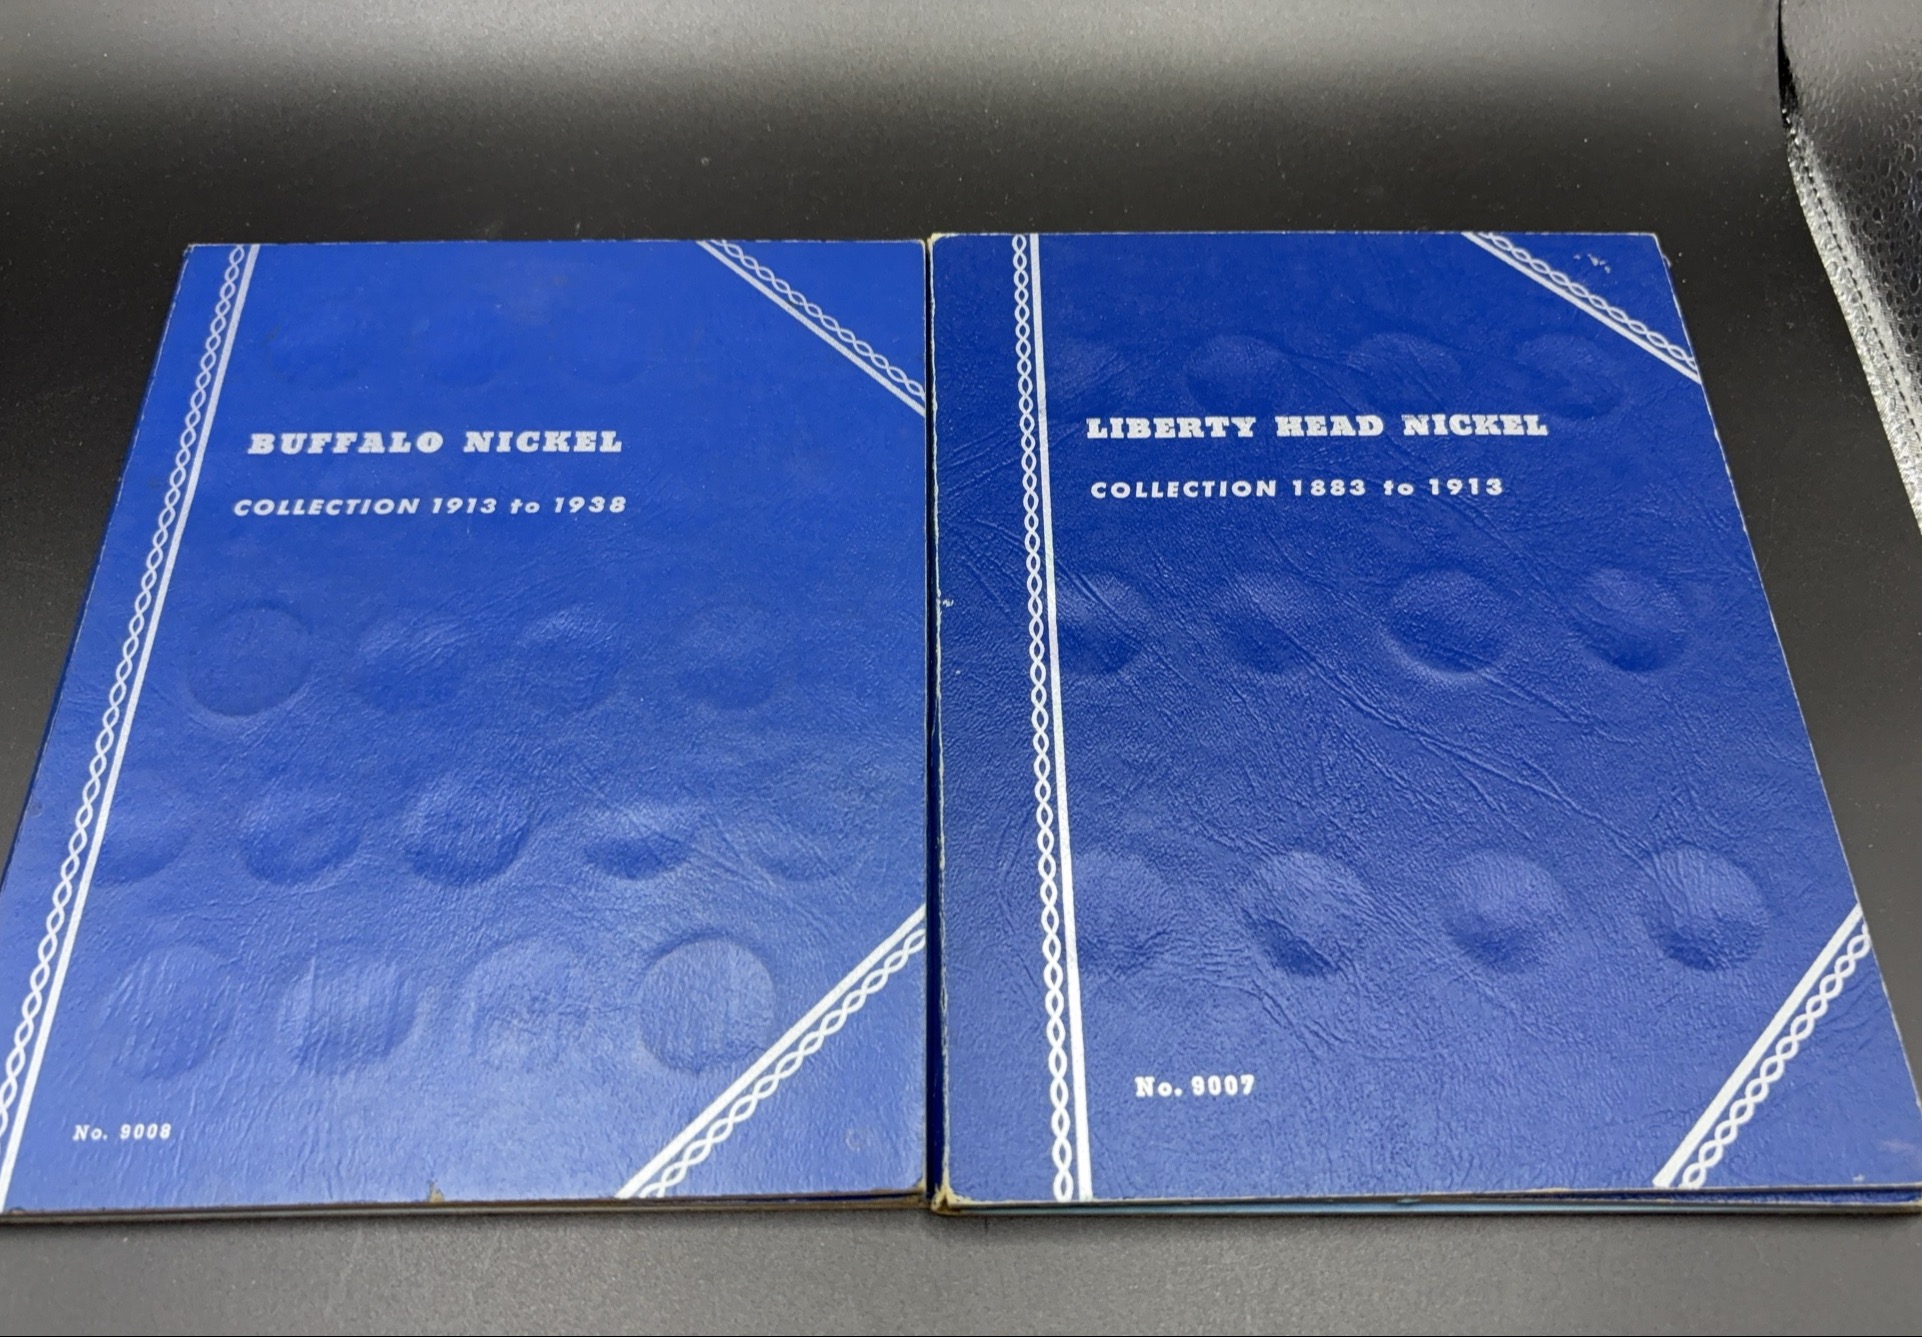 BUFFALO NICKEL
COLLECTION 1913 to 1938
No. 9008
LIBERTY HEAD NICKEL
COLLECTION 1883 to 1913
No. 9007